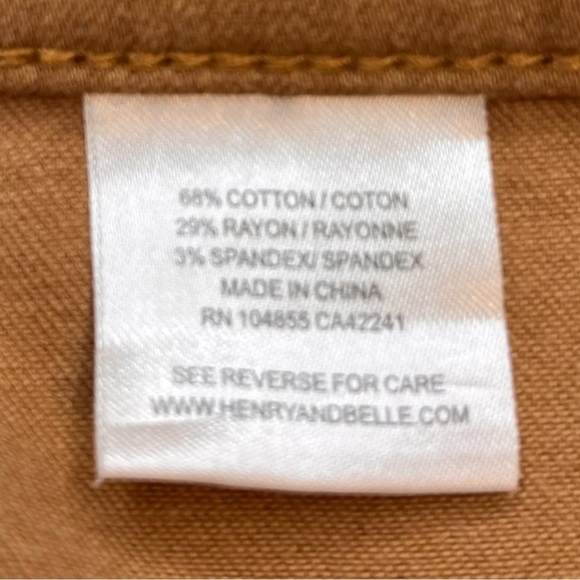 68% COTTON / COTON
29% RAYON / RAYONNE
3% SPANDEX/ SPANDEX
MADE IN CHINA
RN 104855 CA42241
SEE REVERSE FOR CARE
WWW.HENRYANDBELLE.COM